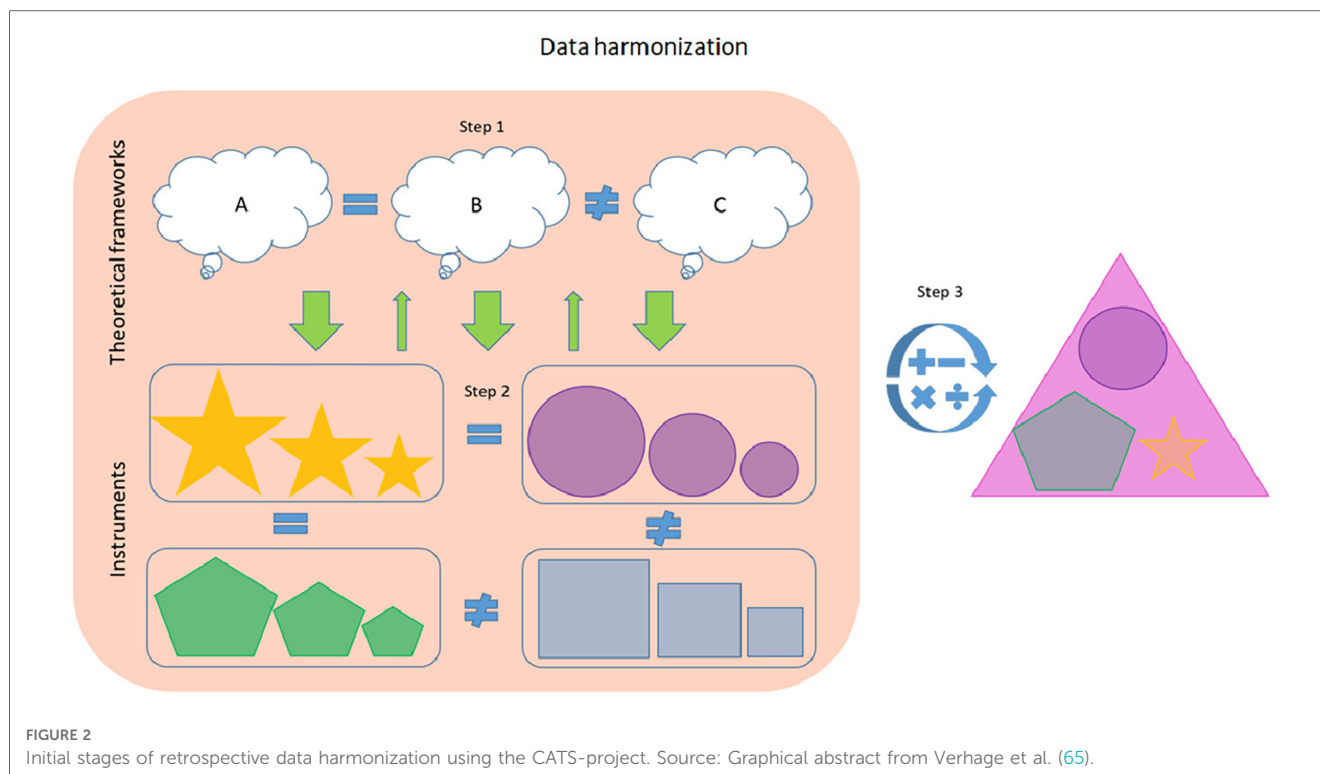 Data harmonization
Theoretical frameworks
Step 1
A
B
C
Instruments
Step 2
Step 3
FIGURE 2
Initial stages of retrospective data harmonization using the CATS-project. Source: Graphical abstract from Verhage et al. (65).